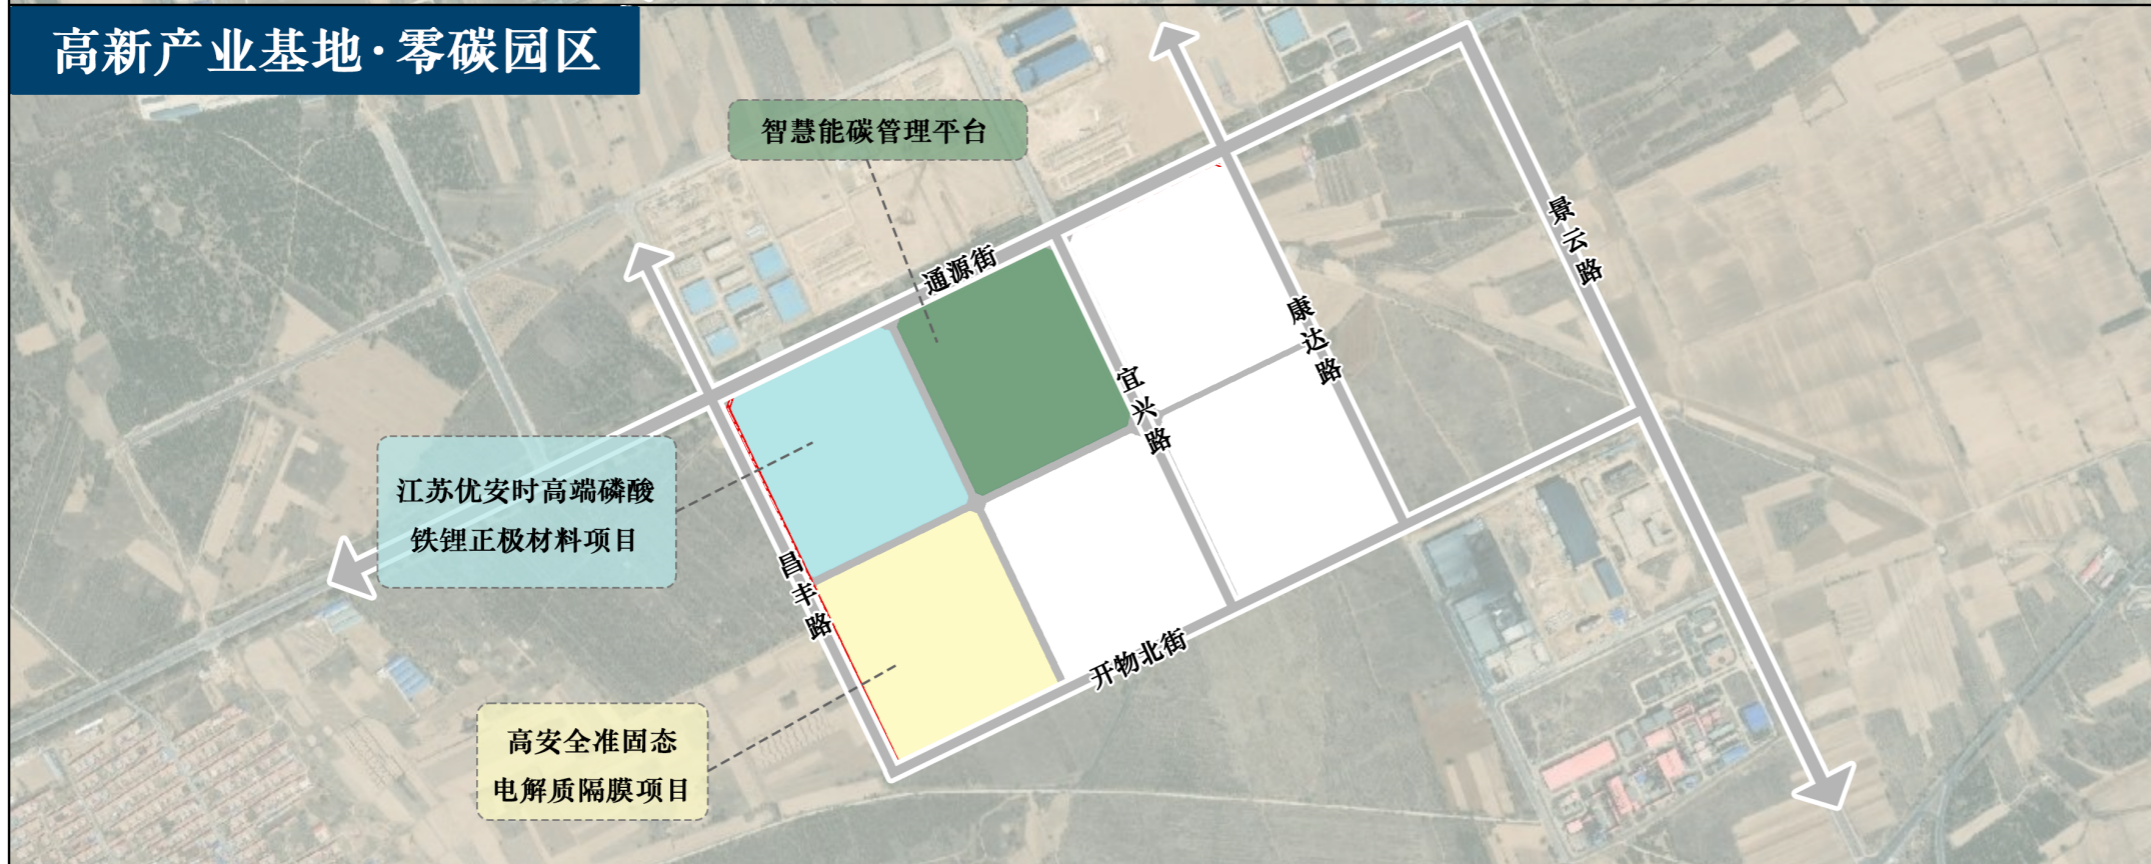 高新产业基地·零碳园区
智慧能碳管理平台
通源街
景云路
康达路
宜兴路
江苏优安时高端磷酸
铁锂正极材料项目
昌丰路
开物北街
高安全准固态
电解质隔膜项目